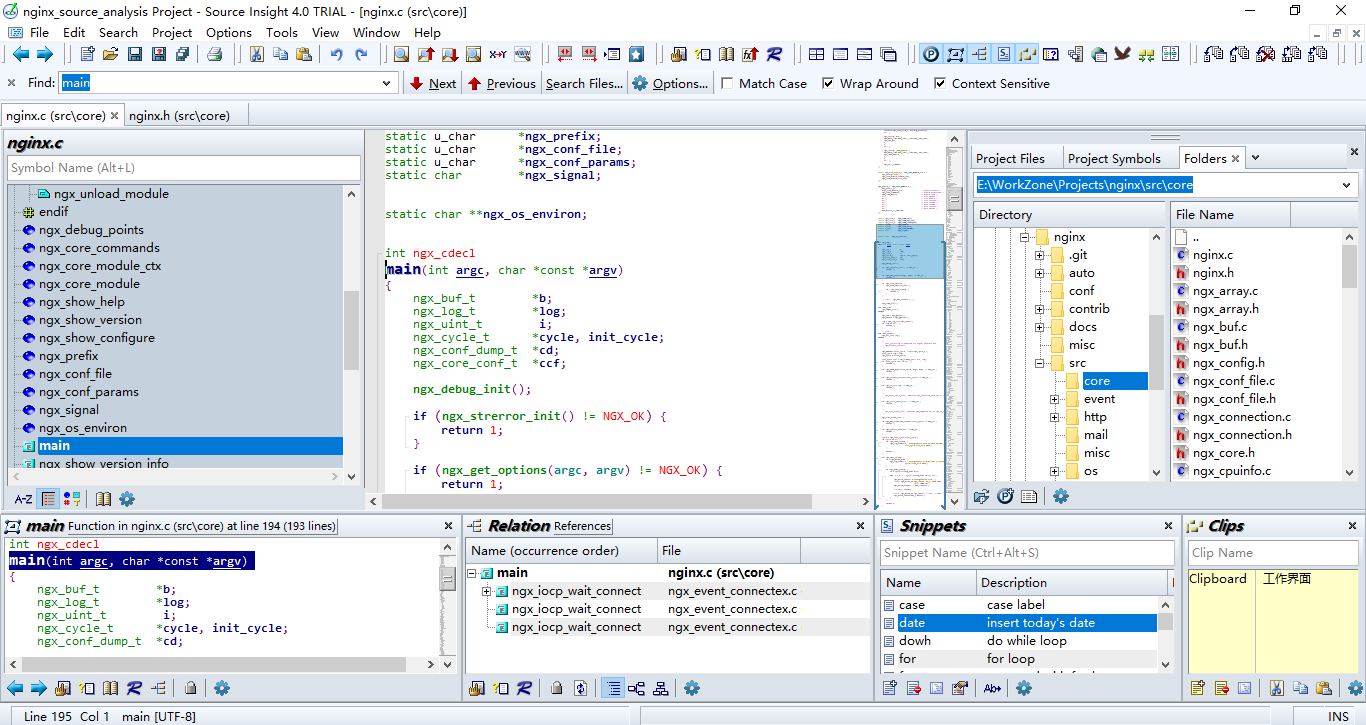 nginx_source_analysis Project - Source Insight 4.0 TRIAL - [nginx.c (src\core)]
File Edit Search Project Options Tools View Window Help
Find: main Next Previous Search Files... Options... Match Case Wrap Around Context Sensitive
nginx.c (src\core) nginx.h (src\core)
nginx.c
Symbol Name (Alt+L)
ngx_unload_module
endif
ngx_debug_points
ngx_core_commands
ngx_core_module_ctx
ngx_core_module
ngx_show_help
ngx_show_version
ngx_show_configure
ngx_prefix
ngx_conf_file
ngx_conf_params
ngx_signal
ngx_os_environ
main
ngx_show_version_info
A-Z
static u_char *ngx_prefix;
static u_char *ngx_conf_file;
static u_char *ngx_conf_params;
static char *ngx_signal;
static char **ngx_os_environ;
int ngx_cdecl
main(int argc, char *const *argv)
{
ngx_buf_t *b;
ngx_log_t *log;
ngx_uint_t i;
ngx_cycle_t *cycle, init_cycle;
ngx_conf_dump_t *cd;
ngx_core_conf_t *ccf;
ngx_debug_init();
if (ngx_strerror_init() != NGX_OK) {
return 1;
}
if (ngx_get_options(argc, argv) != NGX_OK) {
return 1;
Project Files Project Symbols Folders
E:\WorkZone\Projects\nginx\src\core
Directory
nginx
.git
auto
conf
contrib
docs
misc
src
core
event
http
mail
misc
os
File Name
..
nginx.c
nginx.h
ngx_array.c
ngx_array.h
ngx_buf.c
ngx_buf.h
ngx_config.h
ngx_conf_file.c
ngx_conf_file.h
ngx_connection.c
ngx_connection.h
ngx_core.h
ngx_cpuinfo.c
main Function in nginx.c (src\core) at line 194 (193 lines)
int ngx_cdecl
main(int argc, char *const *argv)
{
ngx_buf_t *b;
ngx_log_t *log;
ngx_uint_t i;
ngx_cycle_t *cycle, init_cycle;
ngx_conf_dump_t *cd;
Relation References
Name (occurrence order) File
main nginx.c (src\core)
ngx_iocp_wait_connect ngx_event_connectex.c
ngx_iocp_wait_connect ngx_event_connectex.c
ngx_iocp_wait_connect ngx_event_connectex.c
Snippets
Snippet Name (Ctrl+Alt+S)
Name Description
case case label
date insert today's date
dowh do while loop
for for loop
Ab
Clips
Clip Name
Clipboard 工作界面
Line 195 Col 1 main [UTF-8] INS